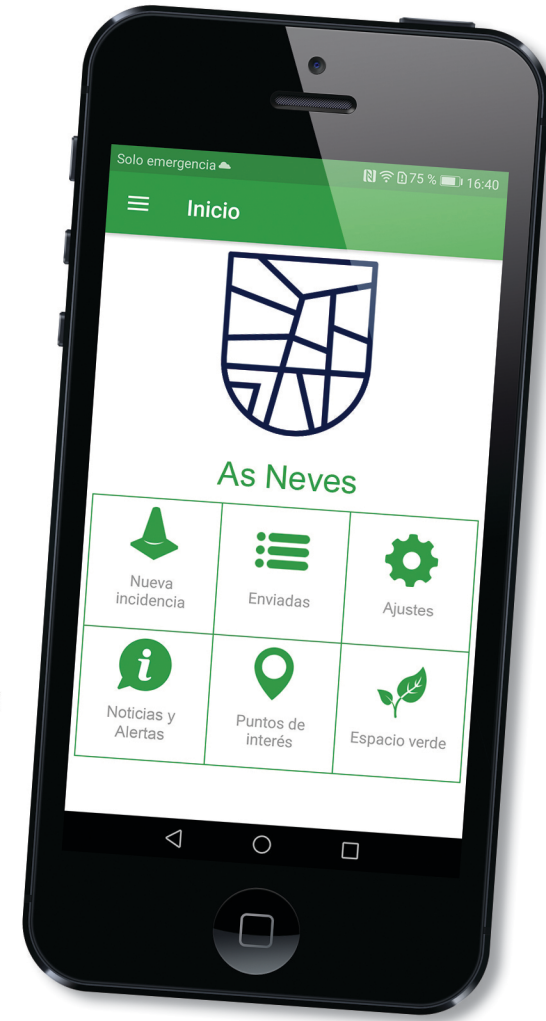 Solo emergencia 75 % 16:40
Inicio
As Neves
Nueva
incidencia
Enviadas
Ajustes
Noticias y
Alertas
Puntos de
interés
Espacio verde